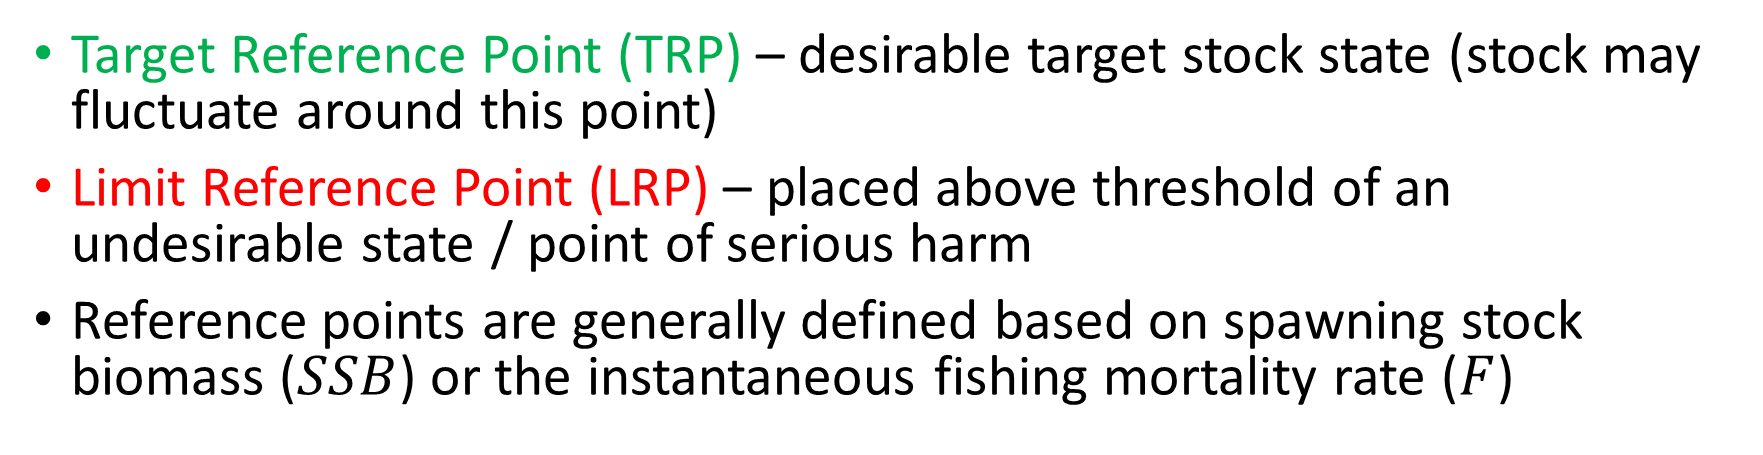 • Target Reference Point (TRP) – desirable target stock state (stock may
fluctuate around this point)
• Limit Reference Point (LRP) – placed above threshold of an
undesirable state / point of serious harm
• Reference points are generally defined based on spawning stock
biomass (SSB) or the instantaneous fishing mortality rate (F)